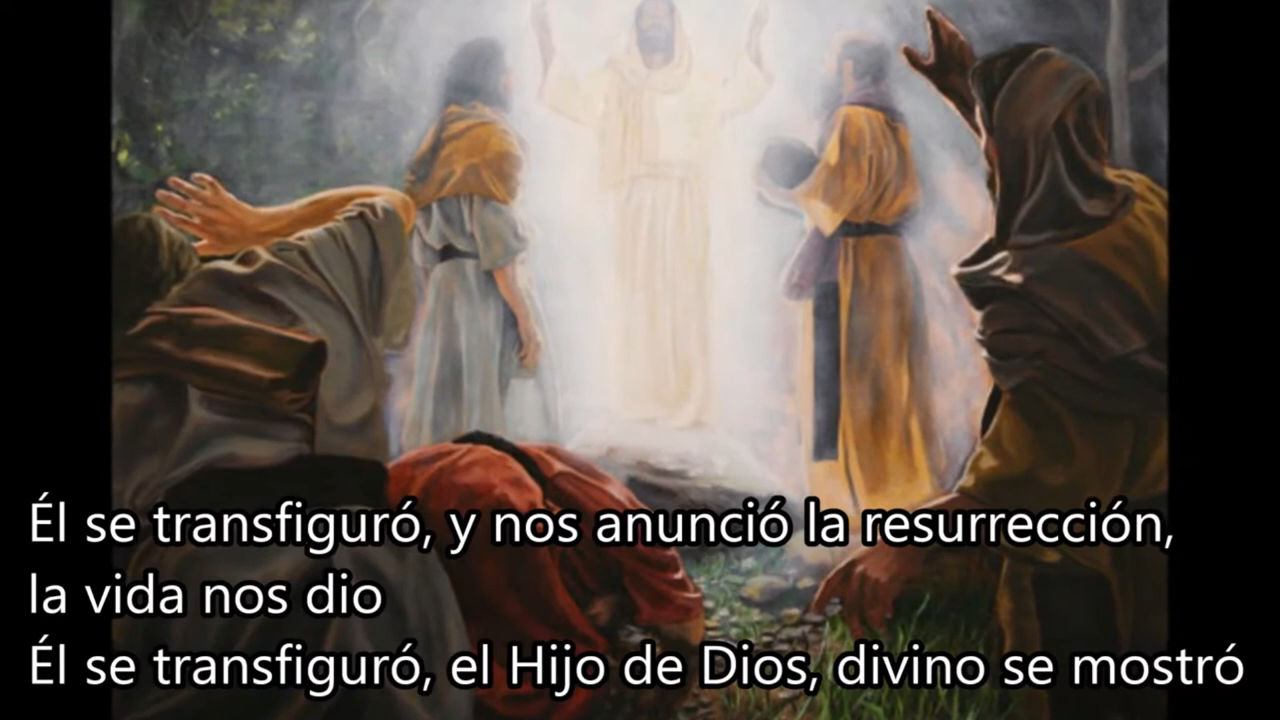 Él se transfiguró, y nos anunció la resurrección,
la vida nos dio
Él se transfiguró, el Hijo de Dios, divino se mostró